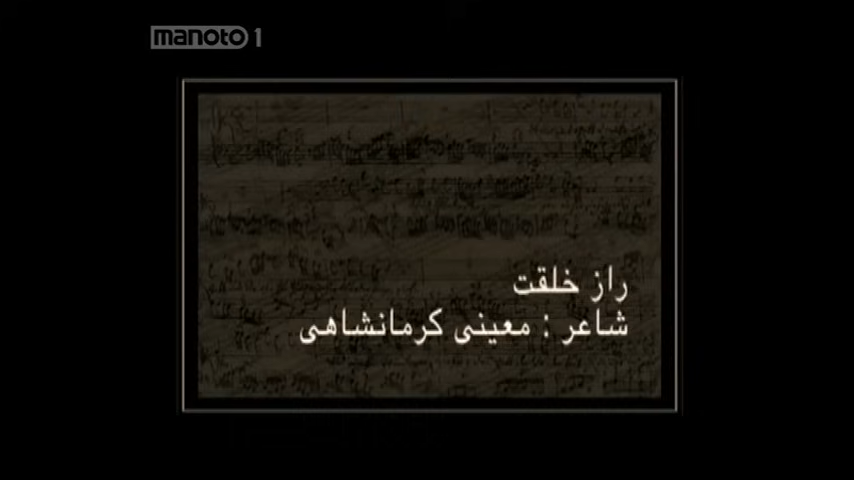 manoto 1
راز خلقت
شاعر : معینی کرمانشاهی